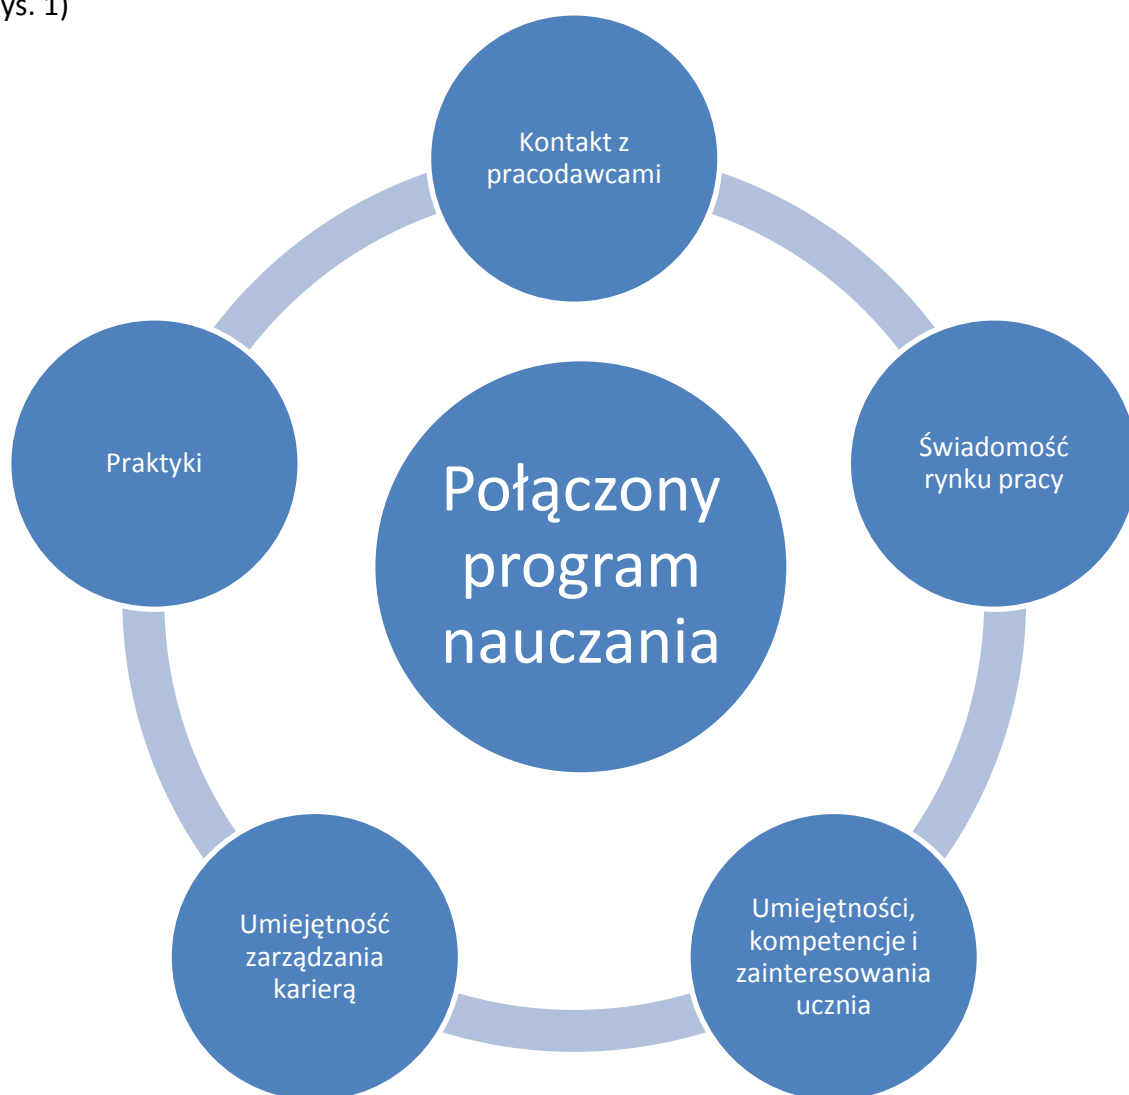 ys. 1)
Kontakt z
pracodawcami
Świadomość
rynku pracy
Praktyki
Połączony
program
nauczania
Umiejętności,
kompetencje i
zainteresowania
ucznia
Umiejętność
zarządzania
karierą